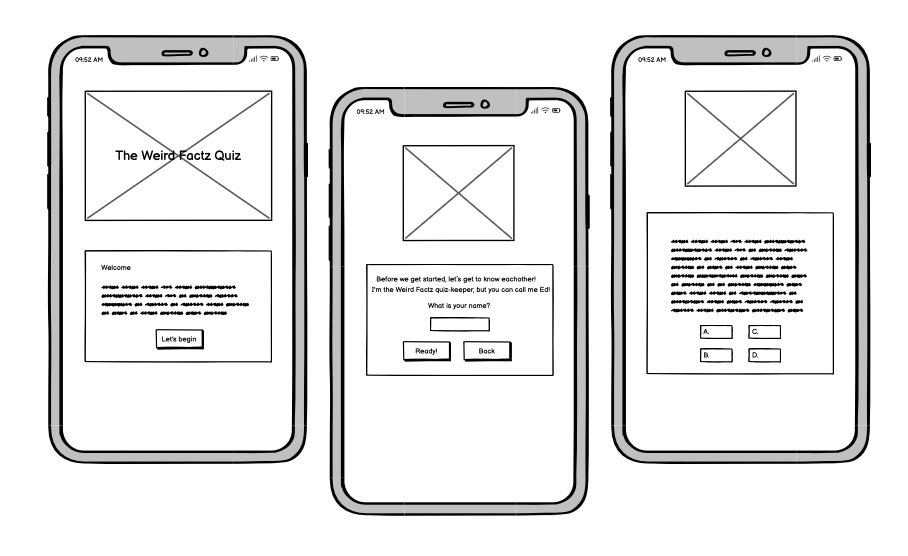 09:52 AM
The Weird Factz Quiz
Welcome
Let's begin
09:52 AM
Before we get started, let's get to know eachother!
I'm the Weird Factz quiz-keeper, but you can call me Ed!
What is your name?
Ready!
Back
09:52 AM
A.
C.
B.
D.